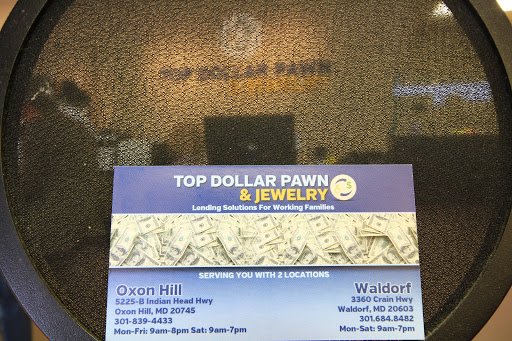 TOP DOLLAR PAWN
TOP DOLLAR PAWN
& JEWELRY
Lending Solutions For Working Families
SERVING YOU WITH 2 LOCATIONS
Oxon Hill
5225-B Indian Head Hwy
Oxon Hill, MD 20745
301-839-4433
Mon-Fri: 9am-8pm Sat: 9am-7pm
Waldorf
3360 Crain Hwy
Waldorf, MD 20603
301.684.8482
Mon-Sat: 9am-7pm